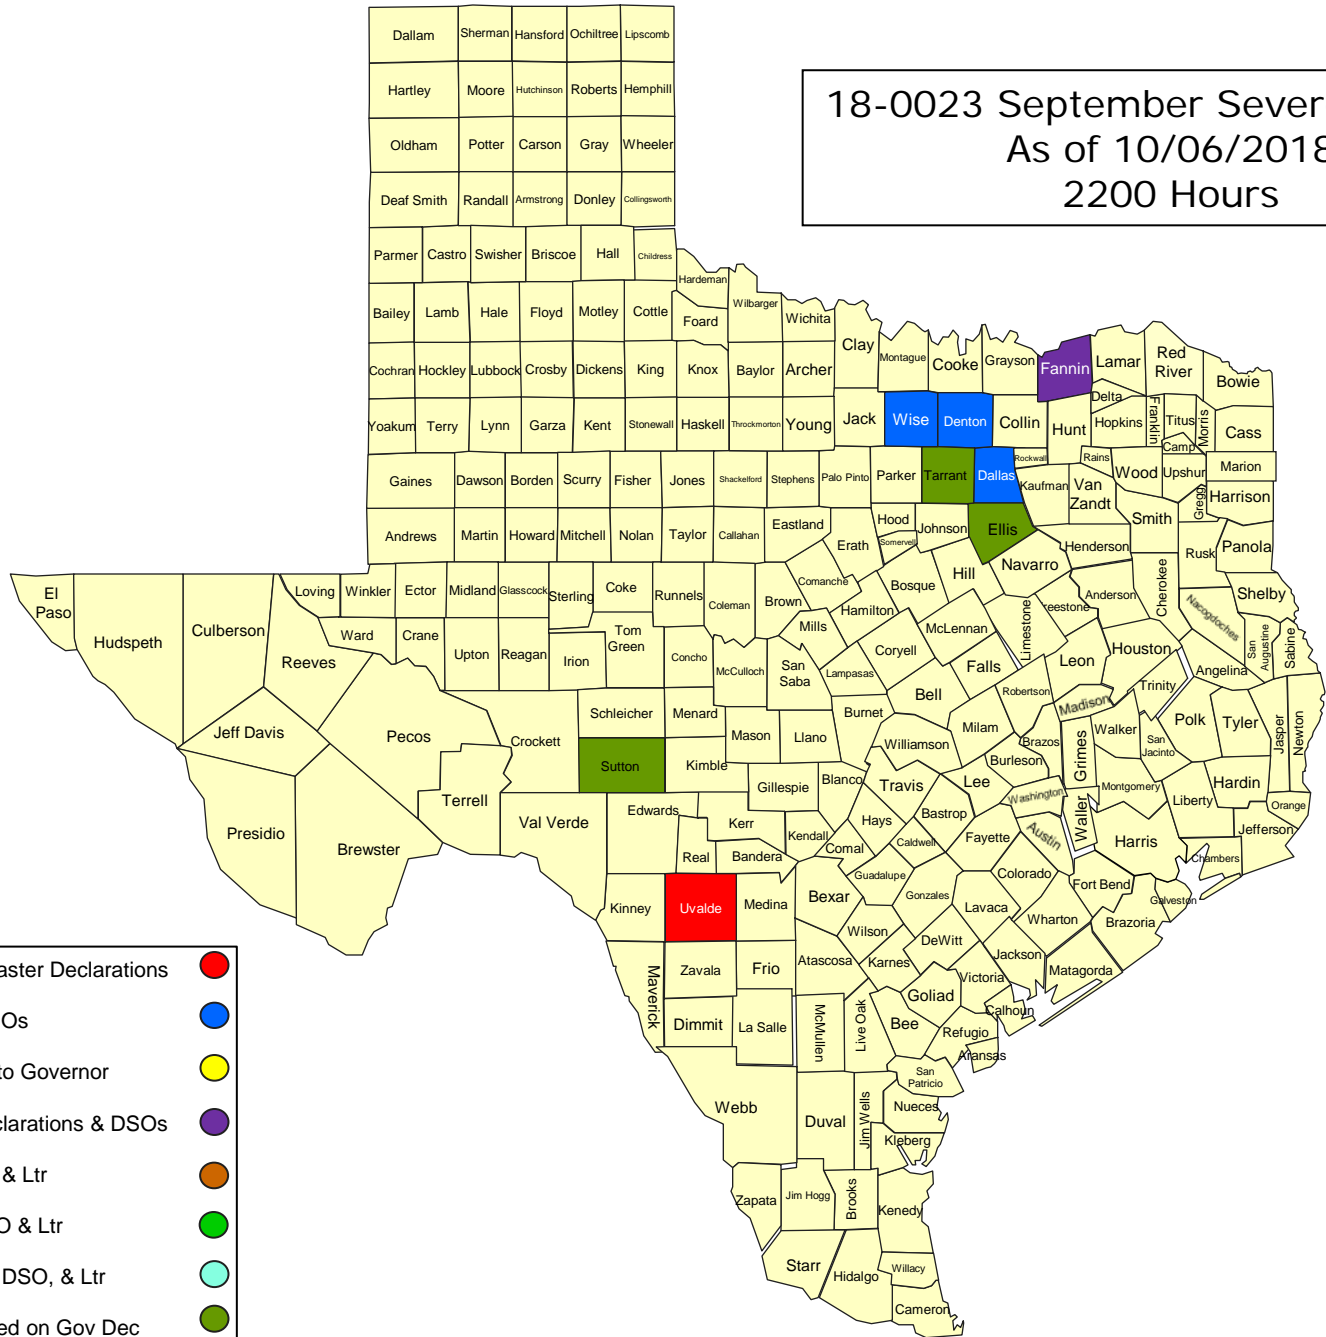 Dallam Sherman Hansford Ochiltree Lipscomb
Hartley Moore Hutchinson Roberts Hemphill
18-0023 September Sever
As of 10/06/2018
2200 Hours
Oldham Potter Carson Gray Wheeler
Deaf Smith Randall Armstrong Donley Collingsworth
Parmer Castro Swisher Briscoe Hall Childress
Hardeman
Bailey Lamb Hale Floyd Motley Cottle Foard Wilbarger Wichita
Clay Montague Cooke Grayson Fannin Lamar Red River Bowie
Cochran Hockley Lubbock Crosby Dickens King Knox Baylor Archer
Delta
Yoakum Terry Lynn Garza Kent Stonewall Haskell Throckmorton Young Jack Wise Denton Collin Hunt Hopkins Franklin Titus Morris Cass
Camp
Rockwall Rains
Gaines Dawson Borden Scurry Fisher Jones Shackelford Stephens Palo Pinto Parker Tarrant Dallas Kaufman Van Zandt Wood Upshur Marion
Gregg Harrison
Andrews Martin Howard Mitchell Nolan Taylor Callahan Eastland Erath Hood Somervell Johnson Ellis Henderson Smith Rusk Panola
El Paso Hudspeth Culberson Loving Winkler Ector Midland Glasscock Sterling Coke Runnels Coleman Brown Comanche Bosque Hill Navarro Anderson Cherokee Shelby
Hamilton Limestone reestone Nacogdoches
Reeves Ward Crane Upton Reagan Irion Tom Green Concho McCulloch San Saba Mills Lampasas Coryell McLennan Falls Leon Houston Angelina San Augustine Sabine
Bell Robertson Madison Trinity
Jeff Davis Pecos Crockett Schleicher Menard Mason Llano Burnet Williamson Milam Brazos Grimes Walker San Jacinto Polk Tyler Jasper Newton
Sutton Kimble Gillespie Blanco Travis Lee Burleson Washington Montgomery Liberty Hardin Orange
Presidio Brewster Terrell Val Verde Edwards Kerr Kendall Hays Bastrop Fayette Austin Waller Harris Jefferson
Real Bandera Comal Caldwell Chambers
Kinney Uvalde Medina Bexar Guadalupe Gonzales Lavaca Colorado Fort Bend Galveston
Wilson DeWitt Wharton Brazoria
Maverick Zavala Frio Atascosa Karnes Goliad Victoria Jackson Matagorda
Dimmit La Salle McMullen Live Oak Bee Refugio Calhoun
Aransas
San Patricio
Webb Duval Jim Wells Nueces
Kleberg
Zapata Jim Hogg Brooks Kenedy
Starr Hidalgo Willacy
Cameron
aster Declarations
Os
to Governor
clarations & DSOs
& Ltr
O & Ltr
DSO, & Ltr
ed on Gov Dec